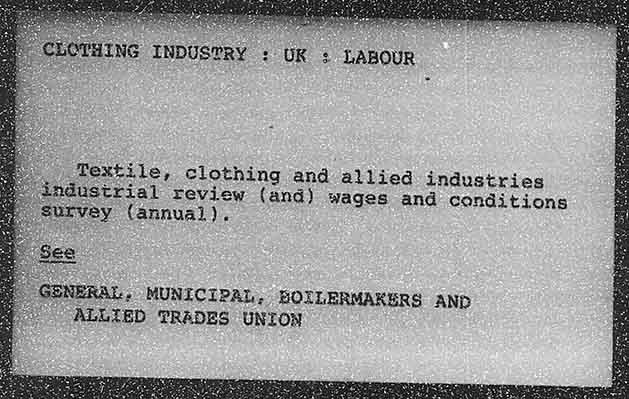 CLOTHING INDUSTRY : UK : LABOUR
Textile, clothing and allied industries
industrial review (and) wages and conditions
survey (annual).
See
GENERAL, MUNICIPAL, BOILERMAKERS AND
ALLIED TRADES UNION